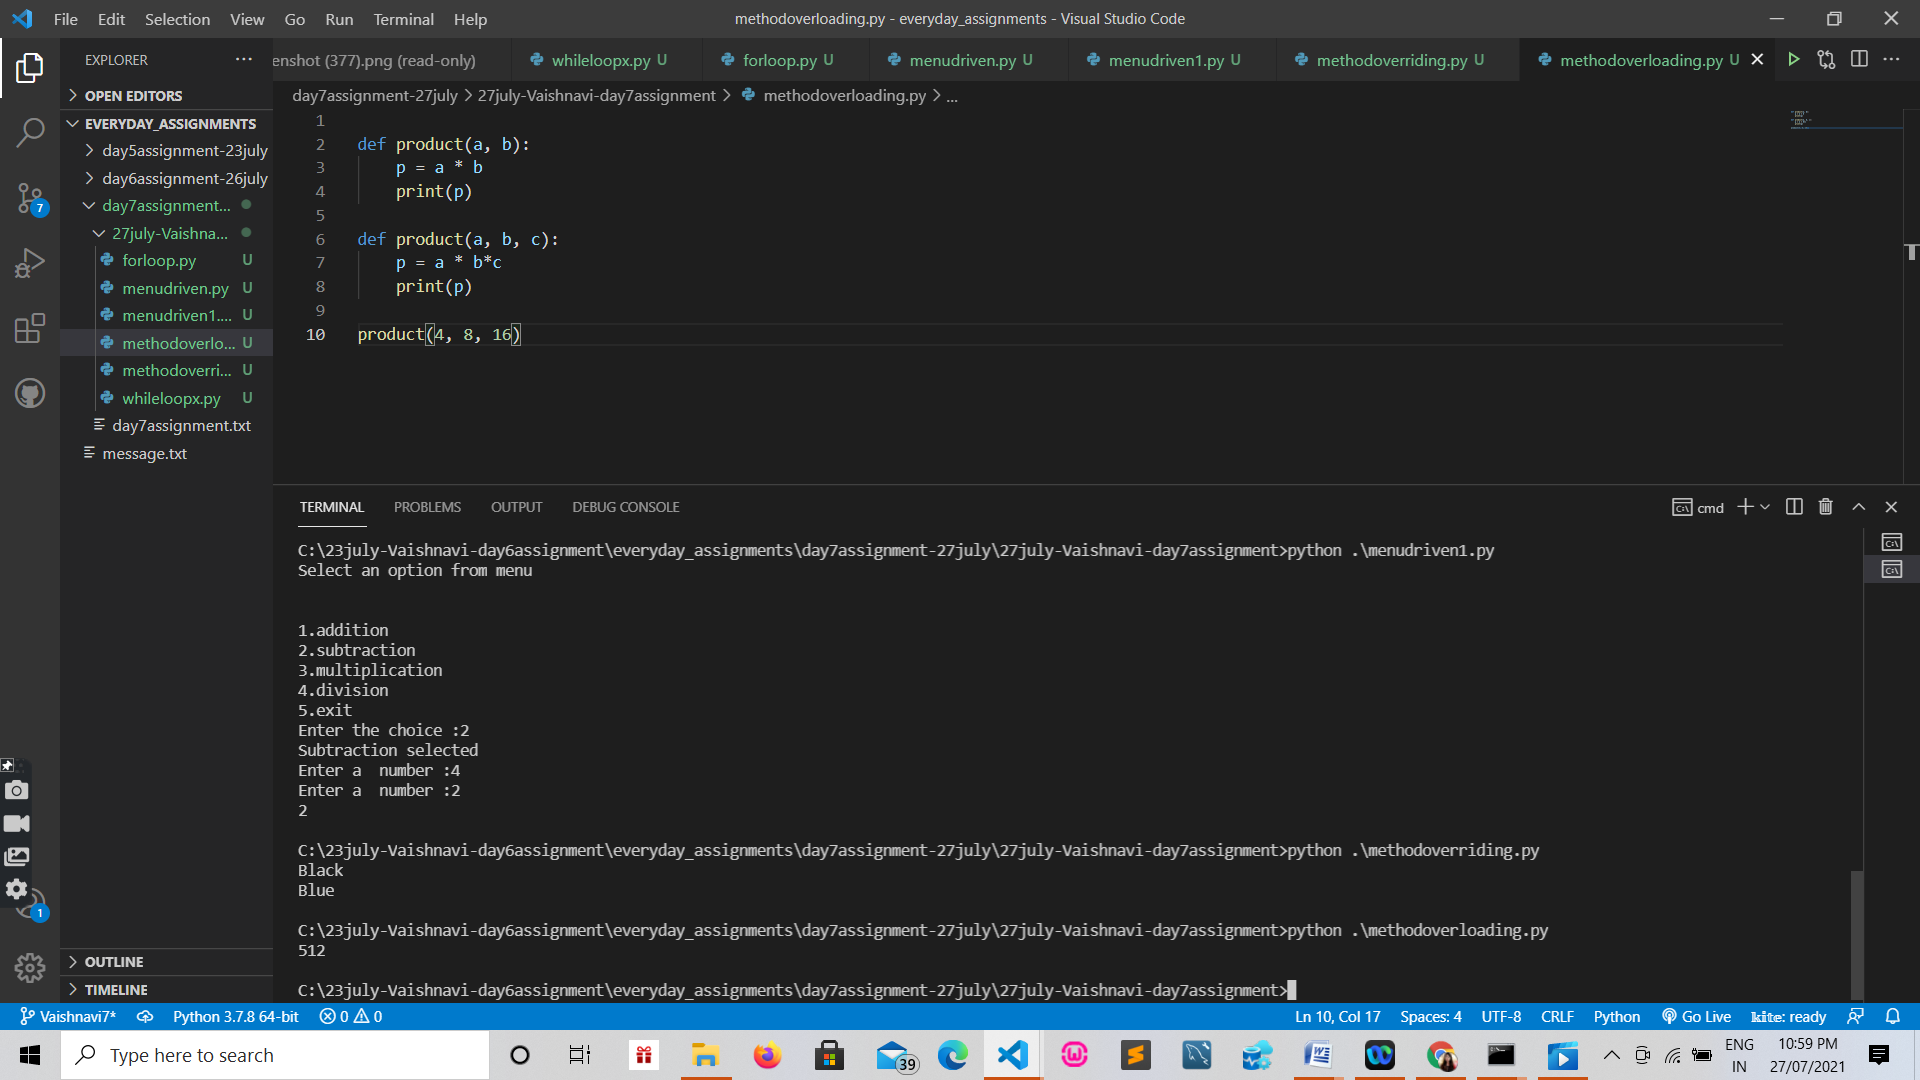 File Edit Selection View Go Run Terminal Help
methodoverloading.py - everyday_assignments - Visual Studio Code
EXPLORER
enshot (377).png (read-only)
whileloopx.py U
forloop.py U
menudriven.py U
menudriven1.py U
methodoverriding.py U
methodoverloading.py U
OPEN EDITORS
EVERYDAY_ASSIGNMENTS
day5assignment-23july
day6assignment-26july
day7assignment...
27july-Vaishna...
forloop.py U
menudriven.py U
menudriven1.... U
methodoverlo... U
methodoverri... U
whileloopx.py U
day7assignment.txt
message.txt
7
1
OUTLINE
TIMELINE
day7assignment-27july > 27july-Vaishnavi-day7assignment > methodoverloading.py > ...
1
2 def product(a, b):
3 p = a * b
4 print(p)
5
6 def product(a, b, c):
7 p = a * b*c
8 print(p)
9
10 product(4, 8, 16)
TERMINAL PROBLEMS OUTPUT DEBUG CONSOLE
cmd
C:\23july-Vaishnavi-day6assignment\everyday_assignments\day7assignment-27july\27july-Vaishnavi-day7assignment>python .\menudriven1.py
Select an option from menu
1.addition
2.subtraction
3.multiplication
4.division
5.exit
Enter the choice :2
Subtraction selected
Enter a  number :4
Enter a  number :2
2
C:\23july-Vaishnavi-day6assignment\everyday_assignments\day7assignment-27july\27july-Vaishnavi-day7assignment>python .\methodoverriding.py
Black
Blue
C:\23july-Vaishnavi-day6assignment\everyday_assignments\day7assignment-27july\27july-Vaishnavi-day7assignment>python .\methodoverloading.py
512
C:\23july-Vaishnavi-day6assignment\everyday_assignments\day7assignment-27july\27july-Vaishnavi-day7assignment>
Vaishnavi7* Python 3.7.8 64-bit 0 0
Ln 10, Col 17 Spaces: 4 UTF-8 CRLF Python Go Live kite: ready
Type here to search
39
ENG
IN
10:59 PM
27/07/2021